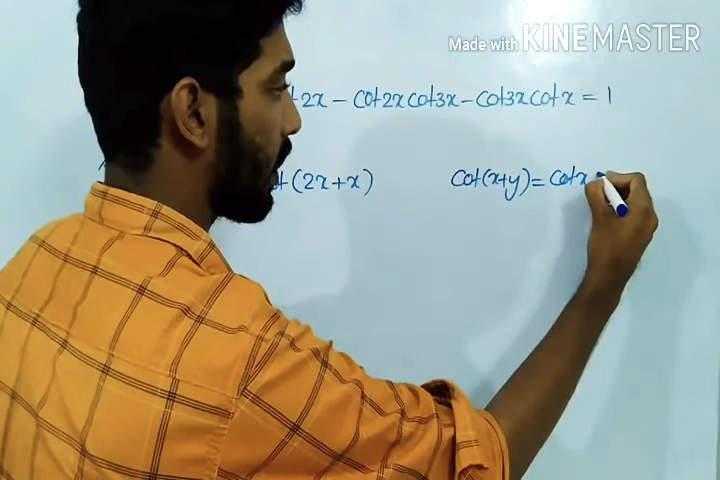 Made with KINEMASTER
2x - cot2x cot3x - cot3x cotx = 1
(2x+x) cot(x+y) = cotx